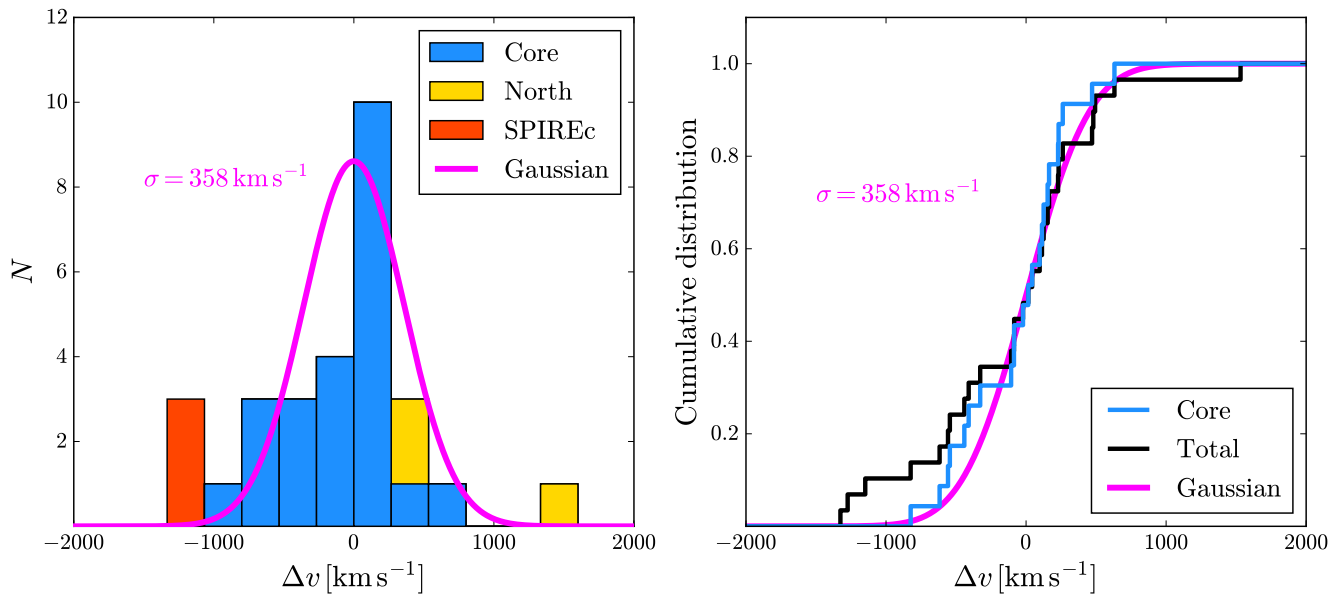 12
10
8
6
4
2
N
−2000
−1000
0
1000
2000
Δv [km s⁻¹]
σ = 358 km s⁻¹
Core
North
SPIREc
Gaussian
1.0
0.8
0.6
0.4
0.2
Cumulative distribution
−2000
−1000
0
1000
2000
Δv [km s⁻¹]
σ = 358 km s⁻¹
Core
Total
Gaussian